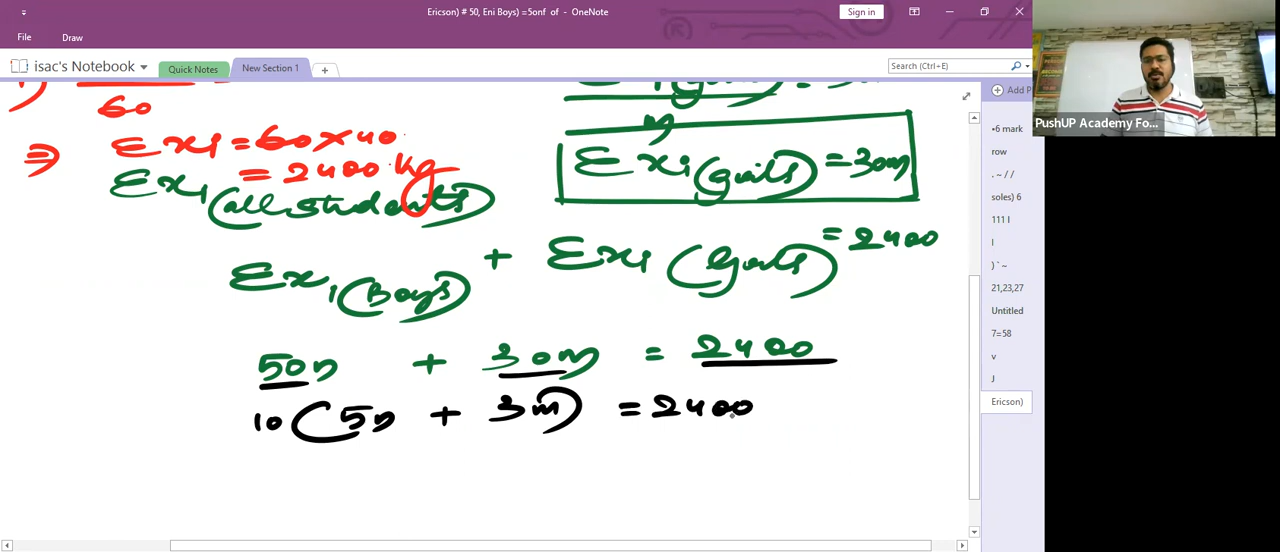 Ericson) # 50, Eni Boys) =5onf of - OneNote
Sign in
File
Draw
isac's Notebook
Quick Notes
New Section 1
Search (Ctrl+E)
Add P
60
⇒ Σxi = 60 × 40
= 2400 kg
Σxi (all students)
Σxi (girls) = 30m
Σxi (Boys) + Σxi (girls) = 2400
50n + 30m = 2400
10(5n + 3m) = 2400
•6 mark
row
. ~ / /
soles) 6
111 I
I
) ` ~
21,23,27
Untitled
7=58
v
J
Ericson)
PushUP Academy Fo...